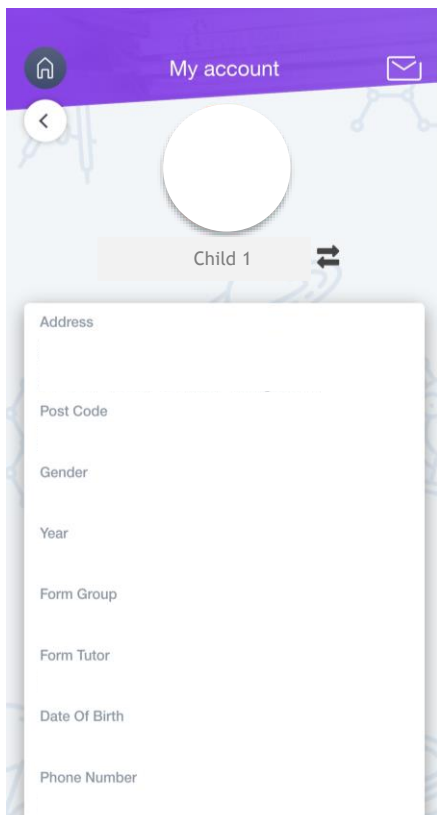 My account
Child 1
Address
Post Code
Gender
Year
Form Group
Form Tutor
Date Of Birth
Phone Number